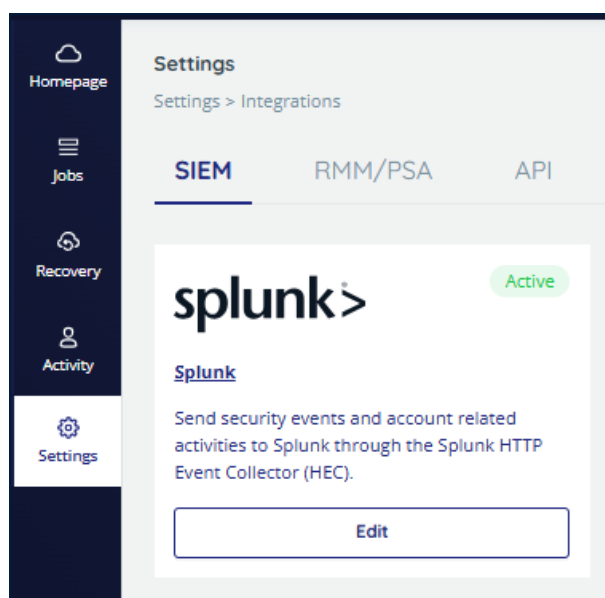 Homepage
Jobs
Recovery
Activity
Settings
Settings
Settings > Integrations
SIEM
RMM/PSA
API
splunk>
Active
Splunk
Send security events and account related
activities to Splunk through the Splunk HTTP
Event Collector (HEC).
Edit